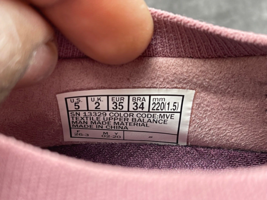 U.S U.K EUR BRA mm
5 2 35 34 220(1.5)
SN 13329 COLOR CODE:MVE
TEXTILE UPPER BALANCE
MAN MADE MATERIAL
MADE IN CHINA